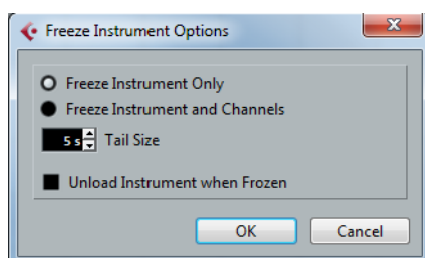 Freeze Instrument Options
Freeze Instrument Only
Freeze Instrument and Channels
5 s Tail Size
Unload Instrument when Frozen
OK Cancel